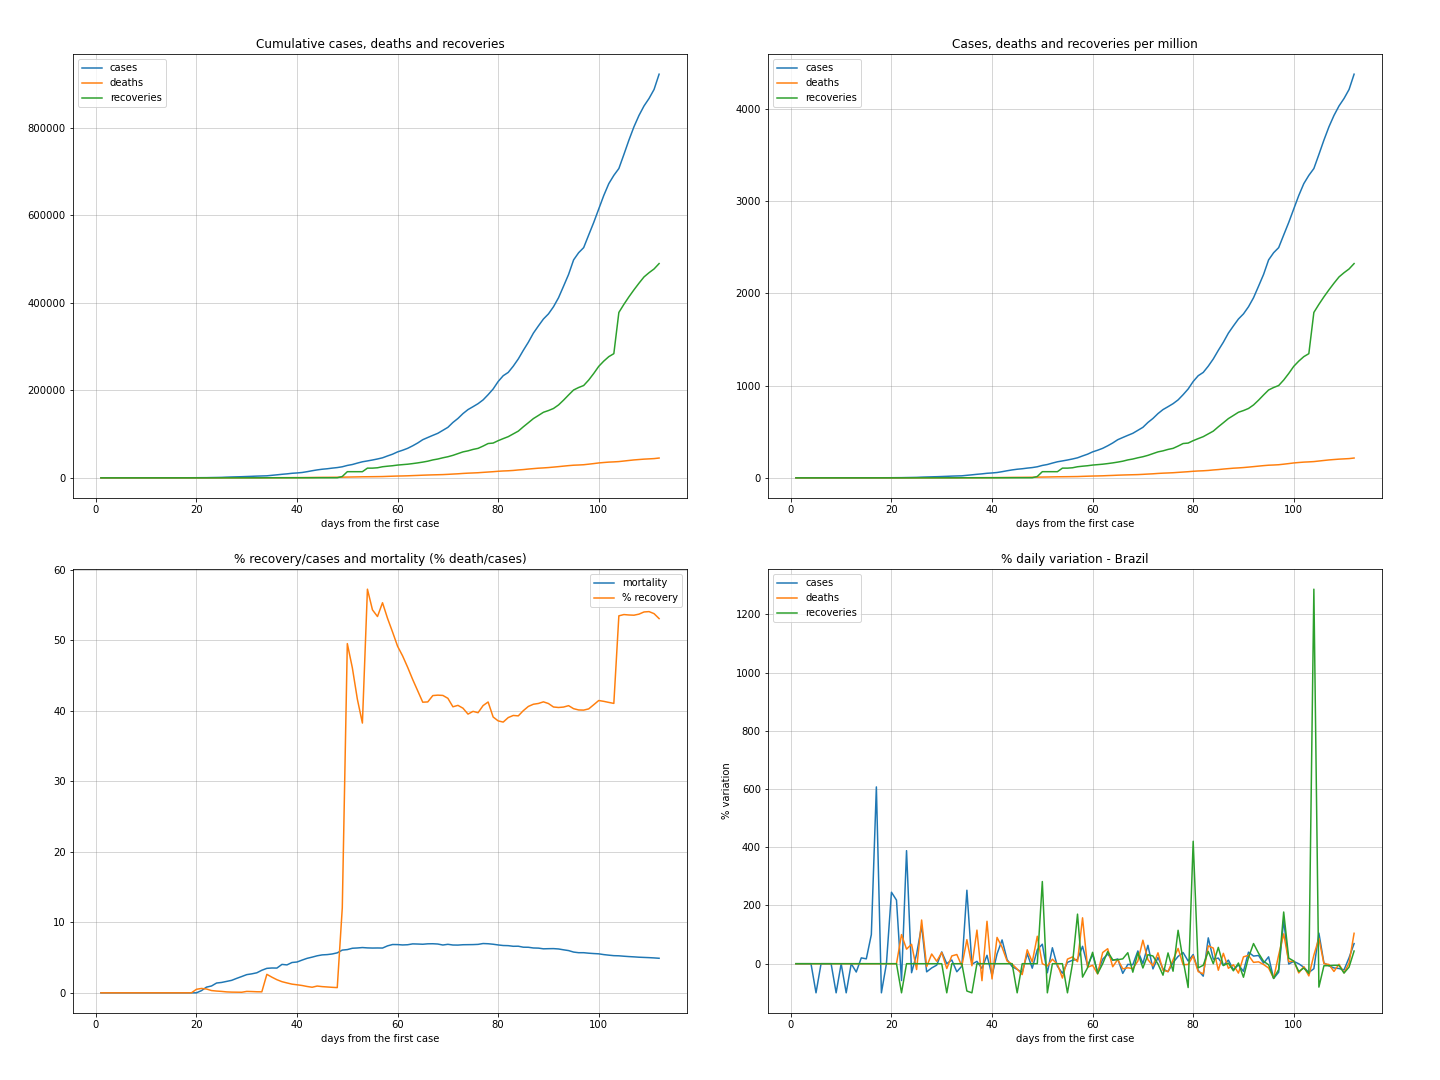 Cumulative cases, deaths and recoveries
cases
deaths
recoveries
800000
600000
400000
200000
0
0 20 40 60 80 100
days from the first case
Cases, deaths and recoveries per million
cases
deaths
recoveries
4000
3000
2000
1000
0
0 20 40 60 80 100
days from the first case
% recovery/cases and mortality (% death/cases)
mortality
% recovery
60
50
40
30
20
10
0
0 20 40 60 80 100
days from the first case
% daily variation - Brazil
cases
deaths
recoveries
% variation
1200
1000
800
600
400
200
0
0 20 40 60 80 100
days from the first case